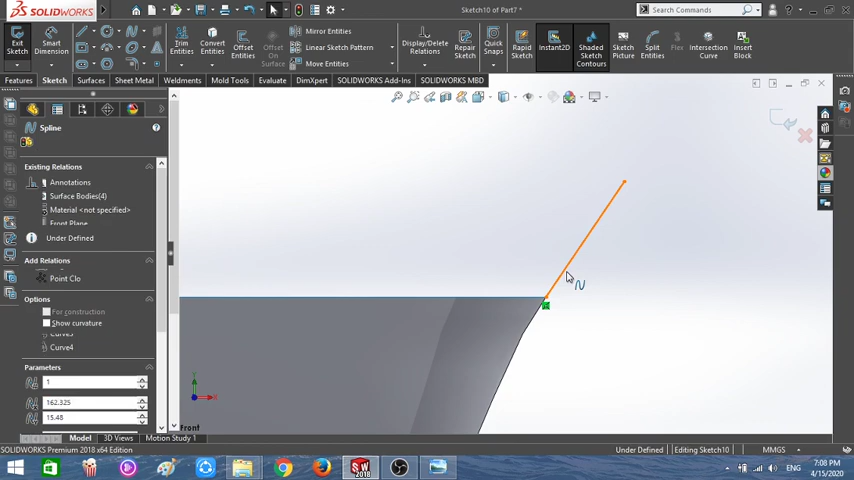 SOLIDWORKS
Sketch10 of Part7 *
Search Commands
Exit Sketch
Smart Dimension
Trim Entities
Convert Entities
Offset Entities
Offset On Surface
Mirror Entities
Linear Sketch Pattern
Move Entities
Display/Delete Relations
Repair Sketch
Quick Snaps
Rapid Sketch
Instant2D
Shaded Sketch Contours
Sketch Picture
Split Entities
Flex
Intersection Curve
Insert Block
Features
Sketch
Surfaces
Sheet Metal
Weldments
Mold Tools
Evaluate
DimXpert
SOLIDWORKS Add-Ins
SOLIDWORKS MBD
Spline
Existing Relations
Annotations
Surface Bodies(4)
Material <not specified>
Front Plane
Under Defined
Add Relations
Point Clo
Options
For construction
Show curvature
Curve3
Curve4
Parameters
1
162.325
15.48
Front
Model
3D Views
Motion Study 1
SOLIDWORKS Premium 2018 x64 Edition
Under Defined
Editing Sketch10
MMGS
ENG
7:08 PM
4/15/2020